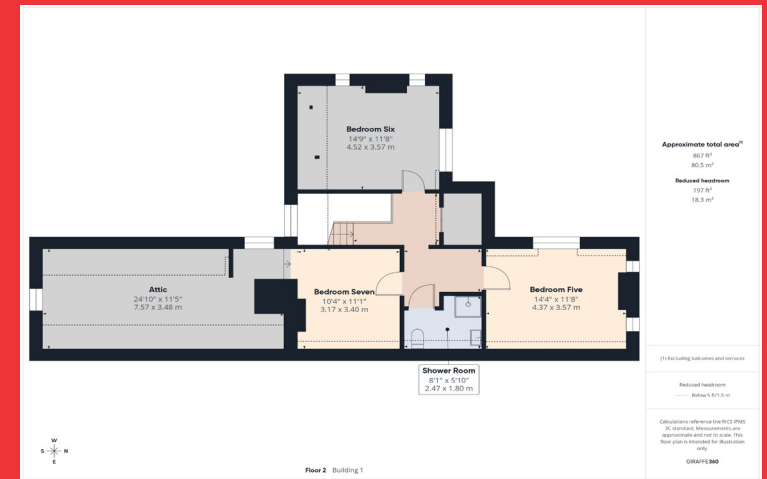 Bedroom Six
14'9" x 11'8"
4.52 x 3.57 m
Attic
24'10" x 11'5"
7.57 x 3.48 m
Bedroom Seven
10'4" x 11'1"
3.17 x 3.40 m
Bedroom Five
14'4" x 11'8"
4.37 x 3.57 m
Shower Room
8'1" x 5'10"
2.47 x 1.80 m
W
S N
E
Floor 2 Building 1
Approximate total area⁽¹⁾
867 ft²
80.5 m²
Reduced headroom
197 ft²
18.3 m²
(1) Excluding balconies and terraces
Reduced headroom
Below 5 ft/1.5 m
Calculations reference the RICS IPMS
3C standard. Measurements are
approximate and not to scale. This
floor plan is intended for illustration
only.
GIRAFFE360